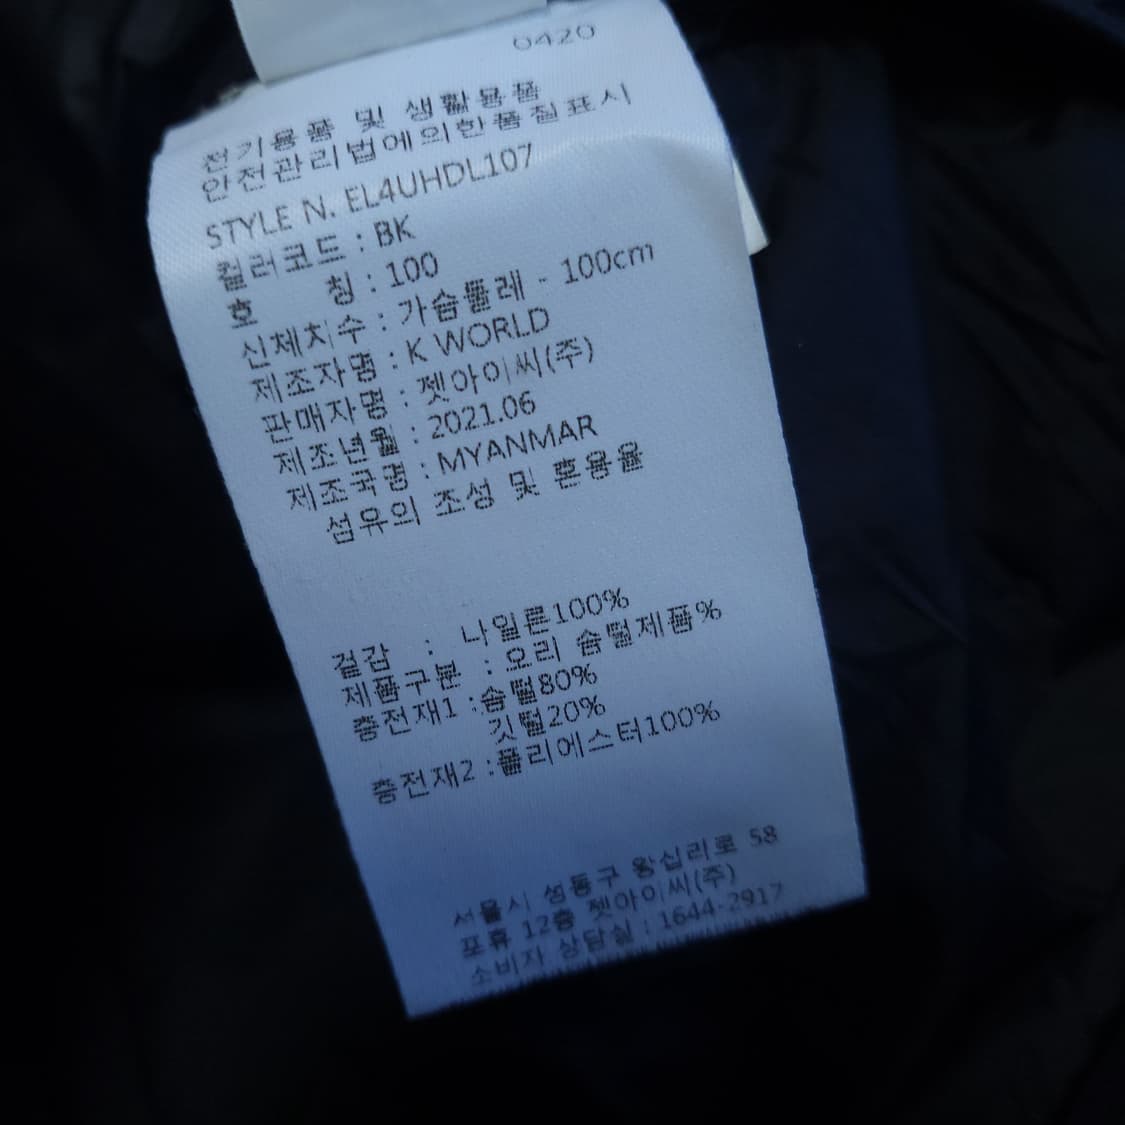 0420
전기용품 및 생활용품
안전관리법에의한품질표시
STYLE N. EL4UHDL107
컬러코드 : BK
호 칭 : 100
신체치수 : 가슴둘레 - 100cm
제조자명 : K WORLD
판매자명 : 젯아이씨(주)
제조년월 : 2021.06
제조국명 : MYANMAR
섬유의 조성 및 혼용율
겉감 : 나일론100%
제품구분 : 오리 솜털제품%
충전재1 :솜털80%
깃털20%
충전재2 :폴리에스터100%
서울시 성동구 왕십리로 58
포휴 12층 젯아이씨(주)
소비자 상담실 : 1644-2917